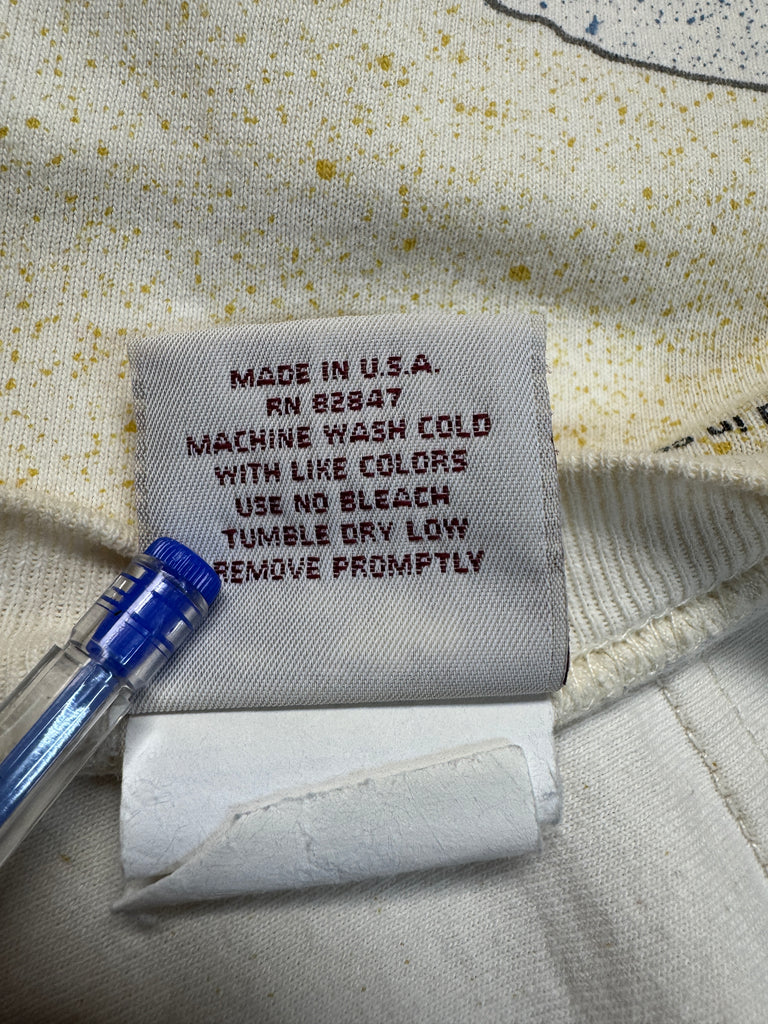 MADE IN U.S.A.
RN 82847
MACHINE WASH COLD
WITH LIKE COLORS
USE NO BLEACH
TUMBLE DRY LOW
REMOVE PROMPTLY